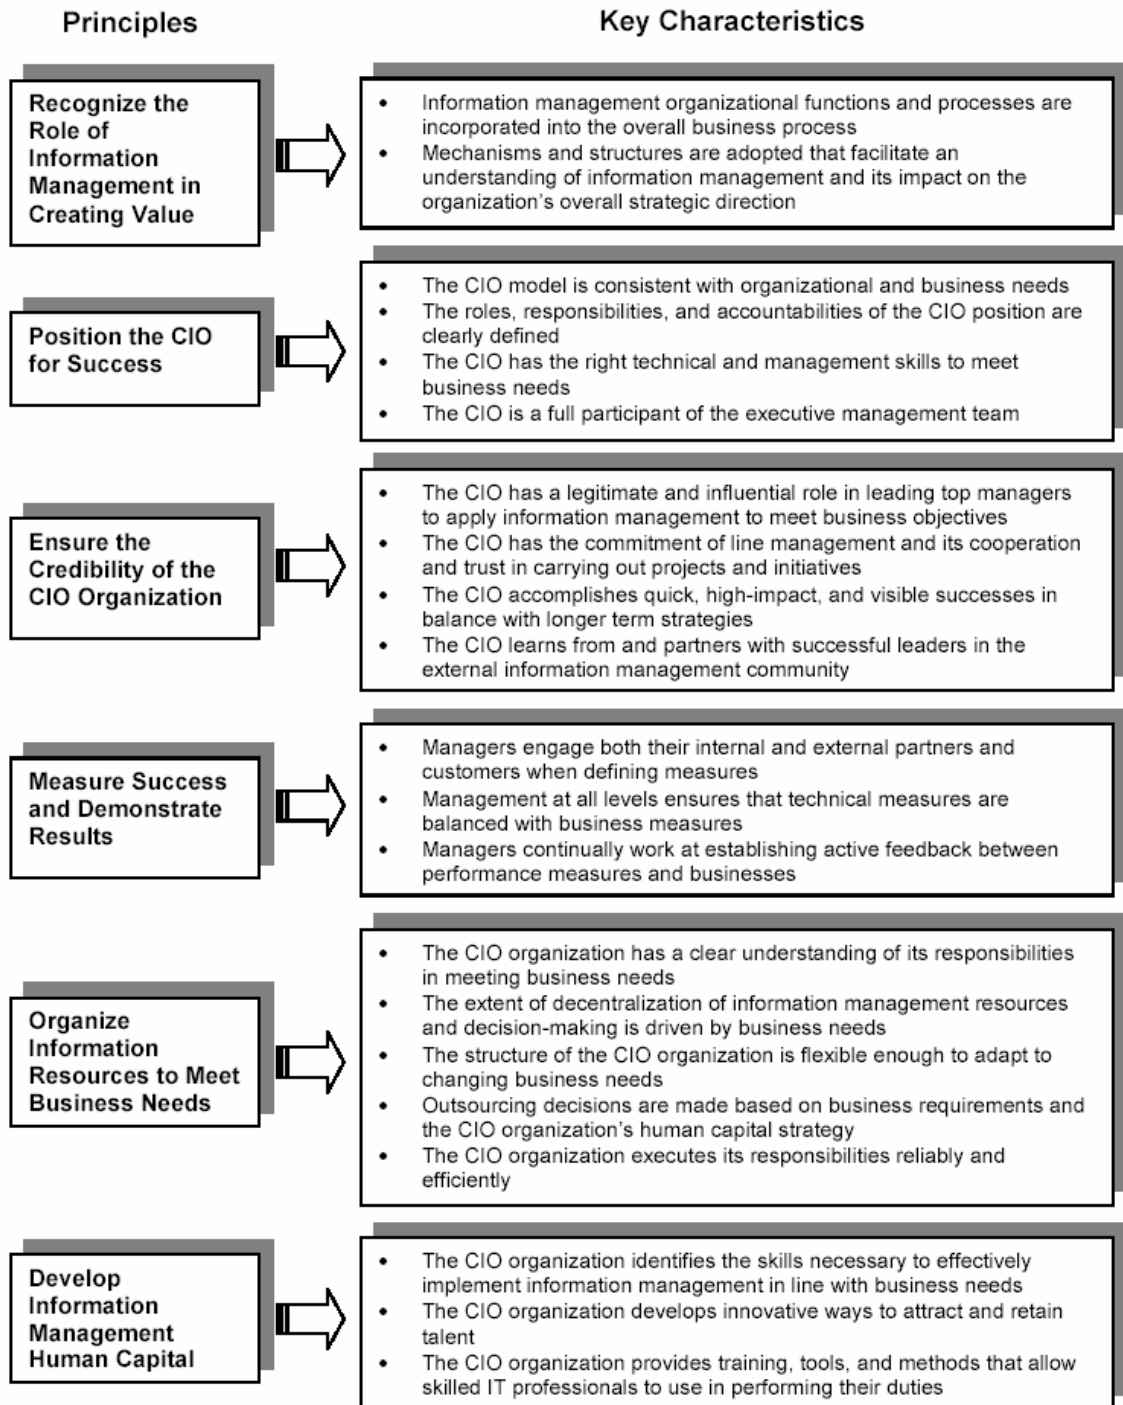 Principles
Key Characteristics
Recognize the
Role of
Information
Management in
Creating Value
• Information management organizational functions and processes are
incorporated into the overall business process
• Mechanisms and structures are adopted that facilitate an
understanding of information management and its impact on the
organization's overall strategic direction
Position the CIO
for Success
• The CIO model is consistent with organizational and business needs
• The roles, responsibilities, and accountabilities of the CIO position are
clearly defined
• The CIO has the right technical and management skills to meet
business needs
• The CIO is a full participant of the executive management team
Ensure the
Credibility of the
CIO Organization
• The CIO has a legitimate and influential role in leading top managers
to apply information management to meet business objectives
• The CIO has the commitment of line management and its cooperation
and trust in carrying out projects and initiatives
• The CIO accomplishes quick, high-impact, and visible successes in
balance with longer term strategies
• The CIO learns from and partners with successful leaders in the
external information management community
Measure Success
and Demonstrate
Results
• Managers engage both their internal and external partners and
customers when defining measures
• Management at all levels ensures that technical measures are
balanced with business measures
• Managers continually work at establishing active feedback between
performance measures and businesses
Organize
Information
Resources to Meet
Business Needs
• The CIO organization has a clear understanding of its responsibilities
in meeting business needs
• The extent of decentralization of information management resources
and decision-making is driven by business needs
• The structure of the CIO organization is flexible enough to adapt to
changing business needs
• Outsourcing decisions are made based on business requirements and
the CIO organization's human capital strategy
• The CIO organization executes its responsibilities reliably and
efficiently
Develop
Information
Management
Human Capital
• The CIO organization identifies the skills necessary to effectively
implement information management in line with business needs
• The CIO organization develops innovative ways to attract and retain
talent
• The CIO organization provides training, tools, and methods that allow
skilled IT professionals to use in performing their duties